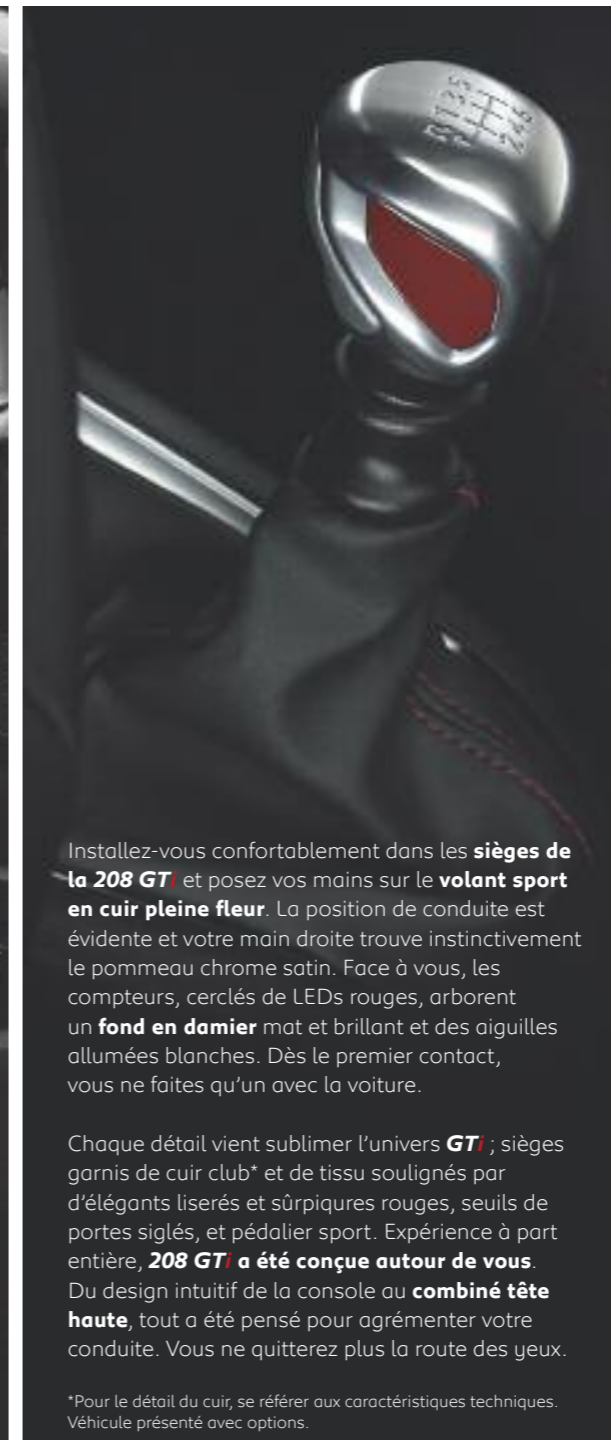 Installez-vous confortablement dans les sièges de
la 208 GTi et posez vos mains sur le volant sport
en cuir pleine fleur. La position de conduite est
évidente et votre main droite trouve instinctivement
le pommeau chrome satin. Face à vous, les
compteurs, cerclés de LEDs rouges, arborent
un fond en damier mat et brillant et des aiguilles
allumées blanches. Dès le premier contact,
vous ne faites qu’un avec la voiture.
Chaque détail vient sublimer l’univers GTi ; sièges
garnis de cuir club* et de tissu soulignés par
d’élégants liserés et sûrpiqures rouges, seuils de
portes siglés, et pédalier sport. Expérience à part
entière, 208 GTi a été conçue autour de vous.
Du design intuitif de la console au combiné tête
haute, tout a été pensé pour agrémenter votre
conduite. Vous ne quitterez plus la route des yeux.
*Pour le détail du cuir, se référer aux caractéristiques techniques.
Véhicule présenté avec options.